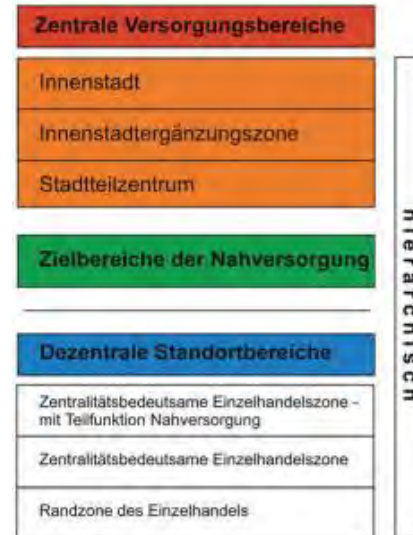 Zentrale Versorgungsbereiche
Innenstadt
Innenstadtergänzungszone
Stadtteilzentrum
Zielbereiche der Nahversorgung
Dezentrale Standortbereiche
Zentralitätsbedeutsame Einzelhandelszone -
mit Teilfunktion Nahversorgung
Zentralitätsbedeutsame Einzelhandelszone
Randzone des Einzelhandels
hierarchisch